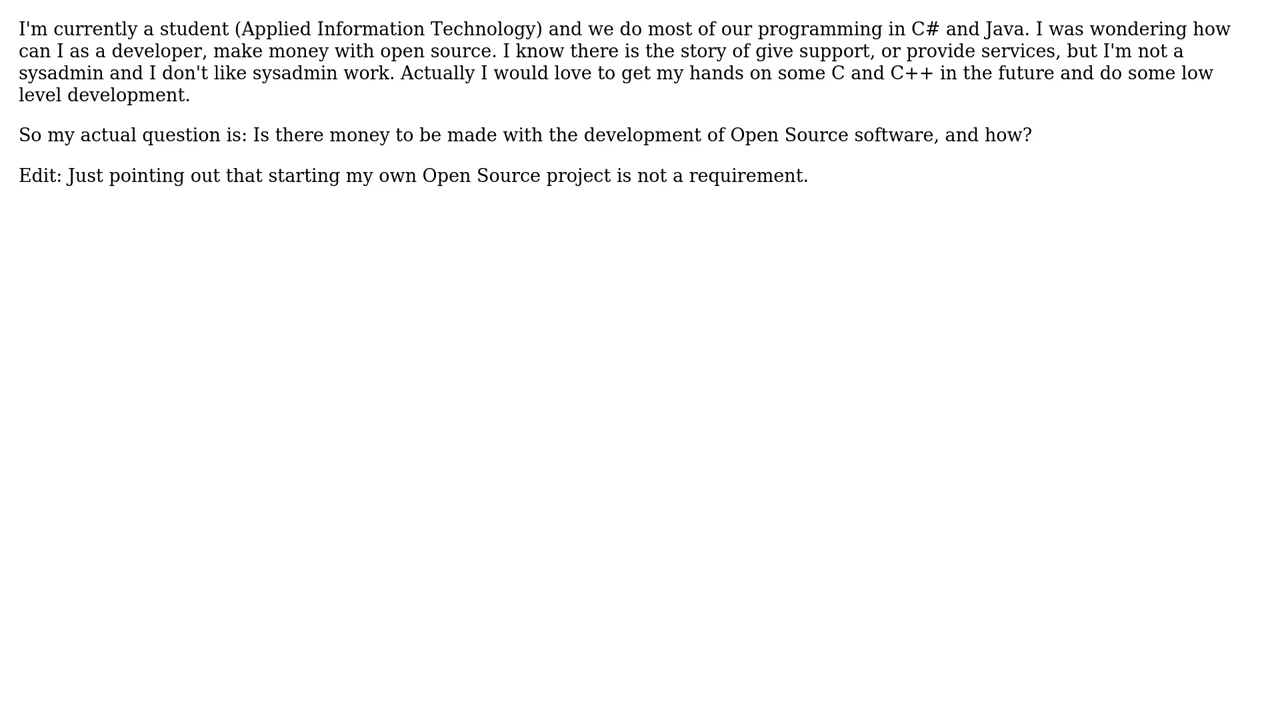 I'm currently a student (Applied Information Technology) and we do most of our programming in C# and Java. I was wondering how
can I as a developer, make money with open source. I know there is the story of give support, or provide services, but I'm not a
sysadmin and I don't like sysadmin work. Actually I would love to get my hands on some C and C++ in the future and do some low
level development.
So my actual question is: Is there money to be made with the development of Open Source software, and how?
Edit: Just pointing out that starting my own Open Source project is not a requirement.